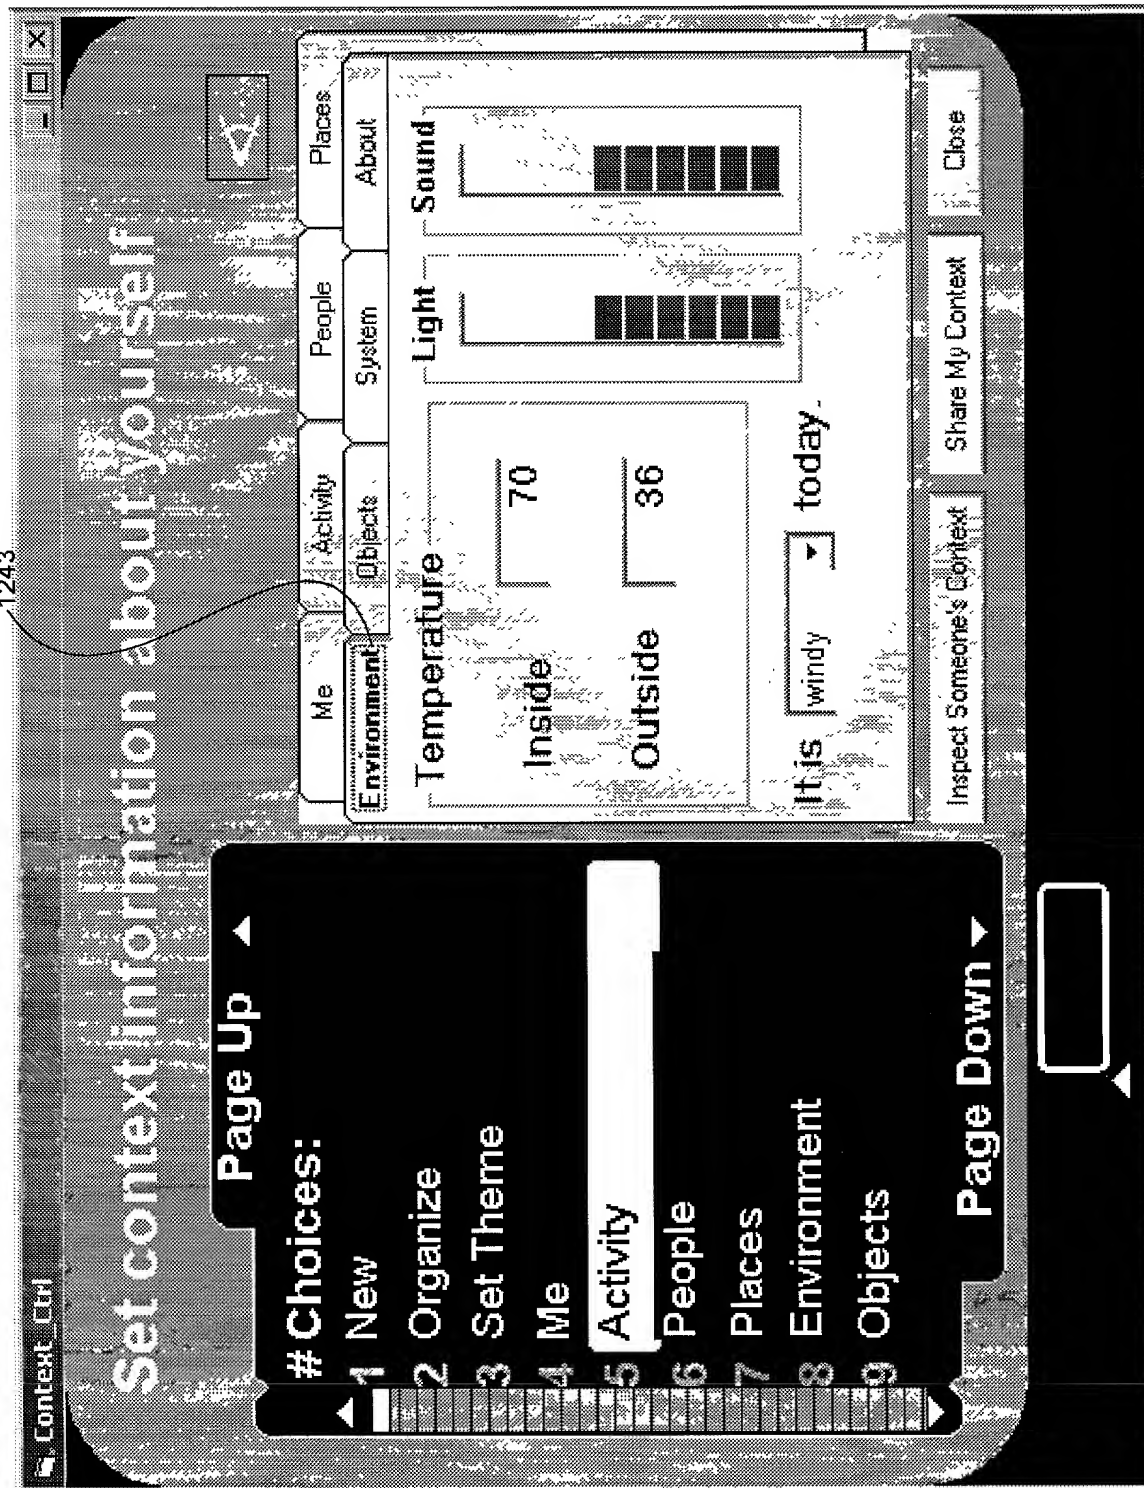 1243
Context_Ctrl
Set context information about yourself
Page Up
# Choices:
1 New
2 Organize
3 Set Theme
4 Me
5 Activity
6 People
7 Places
8 Environment
9 Objects
Page Down
Me Activity People Places
Environment Objects System About
Temperature
Inside 70
Outside 36
Light
Sound
It is windy today.
Inspect Someone's Context
Share My Context
Close